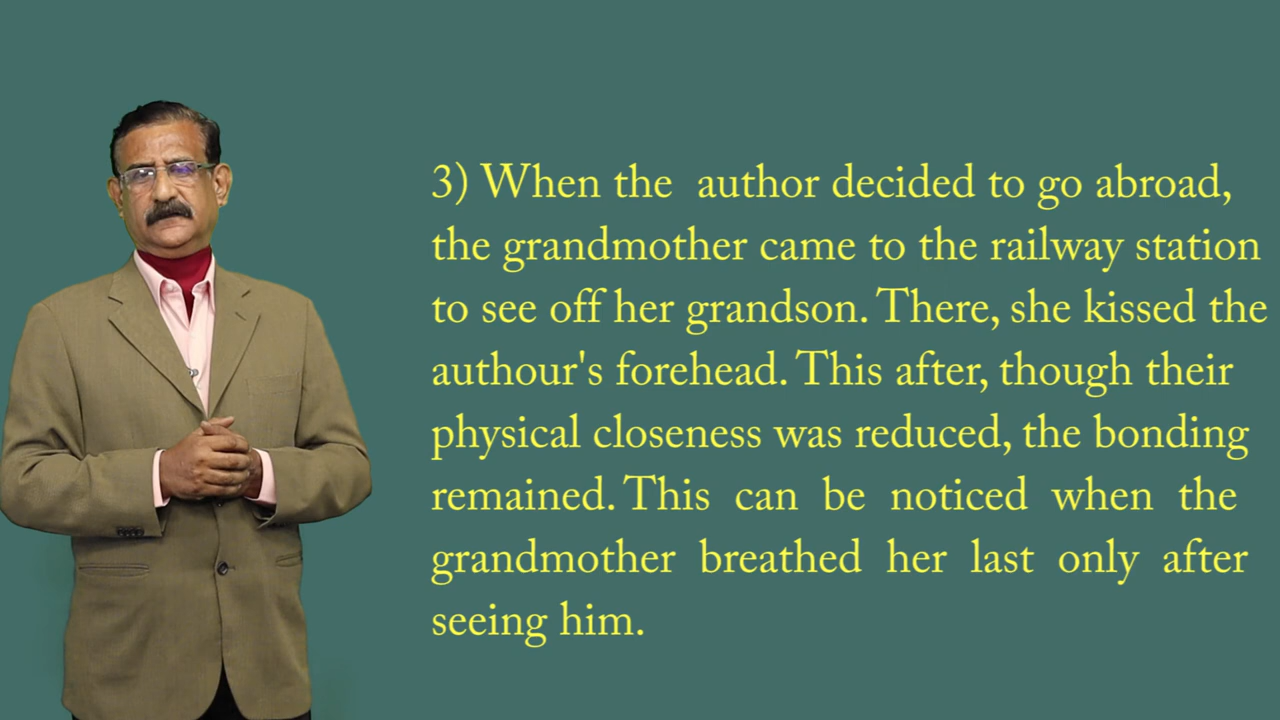 3) When the author decided to go abroad,
the grandmother came to the railway station
to see off her grandson. There, she kissed the
authour's forehead. This after, though their
physical closeness was reduced, the bonding
remained. This can be noticed when the
grandmother breathed her last only after
seeing him.